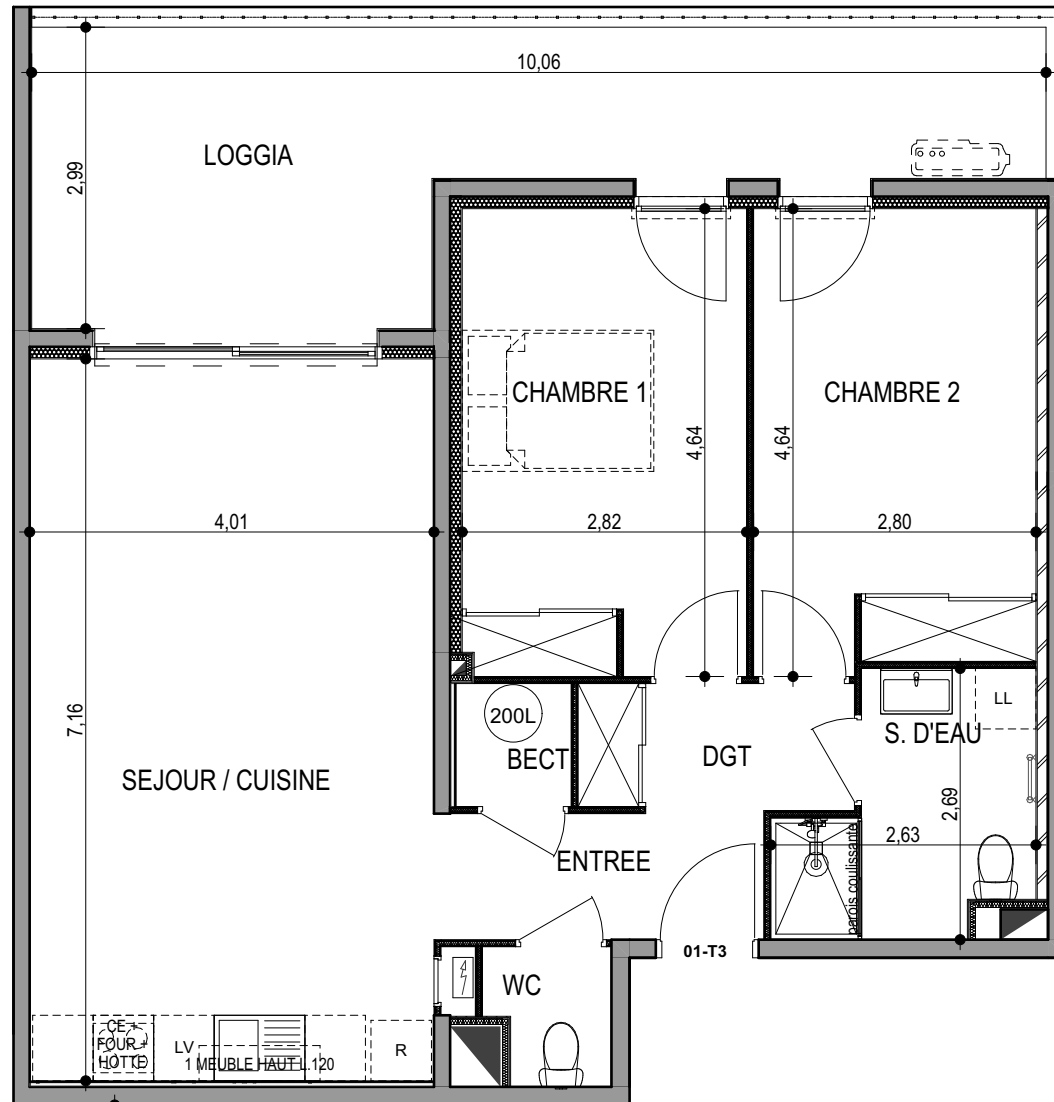 10,06
LOGGIA
2,99
CHAMBRE 1
CHAMBRE 2
4,64
4,64
4,01
2,82
2,80
7,16
SEJOUR / CUISINE
200L
BECT
DGT
LL
S. D'EAU
2,69
2,63
parois coulissante
ENTREE
01-T3
WC
CE +
FOUR +
HOTTE
LV
1 MEUBLE HAUT L.120
R